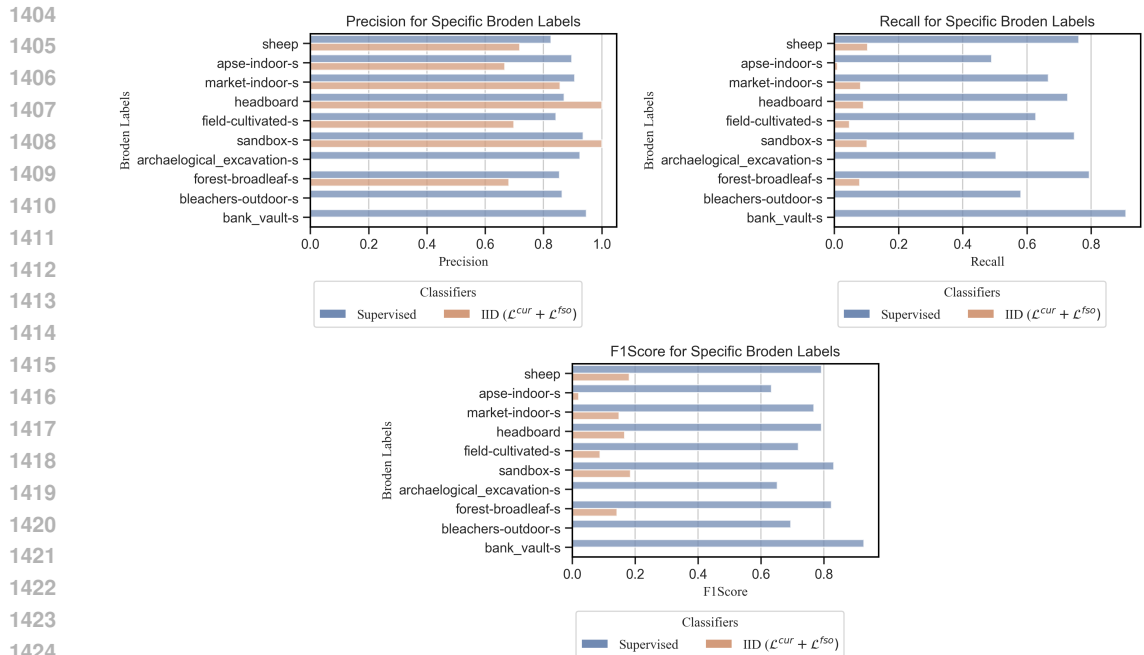 1404
1405
1406
1407
1408
1409
1410
1411
1412
1413
1414
1415
1416
1417
1418
1419
1420
1421
1422
1423
1424
Precision for Specific Broden Labels
Broden Labels
sheep
apse-indoor-s
market-indoor-s
headboard
field-cultivated-s
sandbox-s
archaelogical_excavation-s
forest-broadleaf-s
bleachers-outdoor-s
bank_vault-s
0.0 0.2 0.4 0.6 0.8 1.0
Precision
Classifiers
Supervised IID (ℒ^cur + ℒ^fso)
Recall for Specific Broden Labels
Broden Labels
sheep
apse-indoor-s
market-indoor-s
headboard
field-cultivated-s
sandbox-s
archaelogical_excavation-s
forest-broadleaf-s
bleachers-outdoor-s
bank_vault-s
0.0 0.2 0.4 0.6 0.8
Recall
Classifiers
Supervised IID (ℒ^cur + ℒ^fso)
F1Score for Specific Broden Labels
Broden Labels
sheep
apse-indoor-s
market-indoor-s
headboard
field-cultivated-s
sandbox-s
archaelogical_excavation-s
forest-broadleaf-s
bleachers-outdoor-s
bank_vault-s
0.0 0.2 0.4 0.6 0.8
F1Score
Classifiers
Supervised IID (ℒ^cur + ℒ^fso)